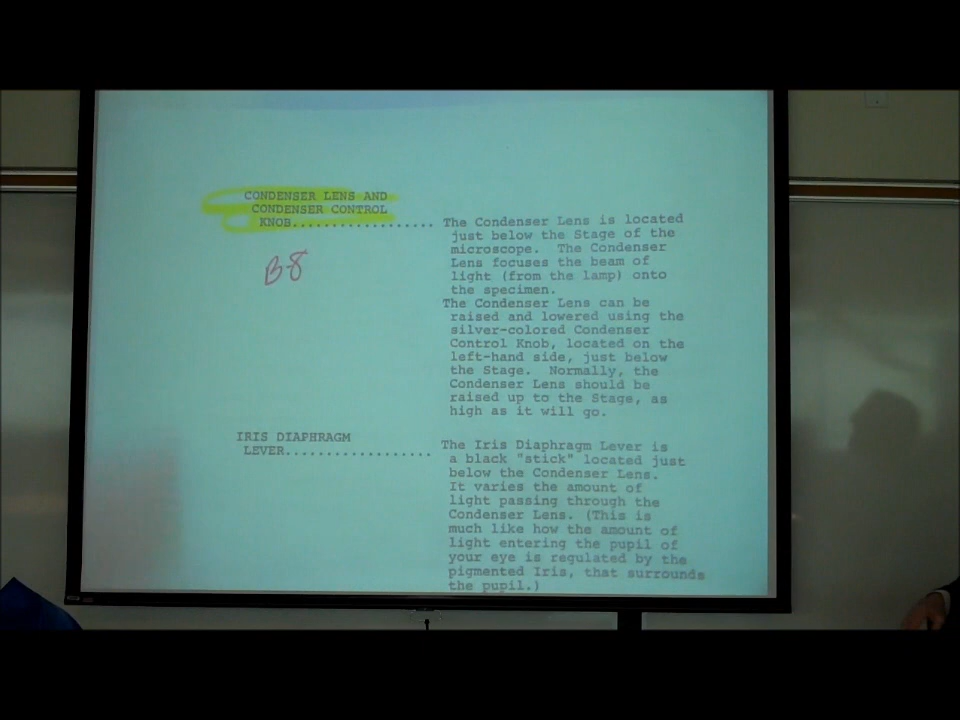 CONDENSER LENS AND
CONDENSER CONTROL
KNOB.................. The Condenser Lens is located
just below the Stage of the
microscope. The Condenser
Lens focuses the beam of
light (from the lamp) onto
the specimen.
The Condenser Lens can be
raised and lowered using the
silver-colored Condenser
Control Knob, located on the
left-hand side, just below
the Stage. Normally, the
Condenser Lens should be
raised up to the Stage, as
high as it will go.
B-8
IRIS DIAPHRAGM
LEVER................... The Iris Diaphragm Lever is
a black "stick" located just
below the Condenser Lens.
It varies the amount of
light passing through the
Condenser Lens. (This is
much like how the amount of
light entering the pupil of
your eye is regulated by the
pigmented Iris, that surrounds
the pupil.)